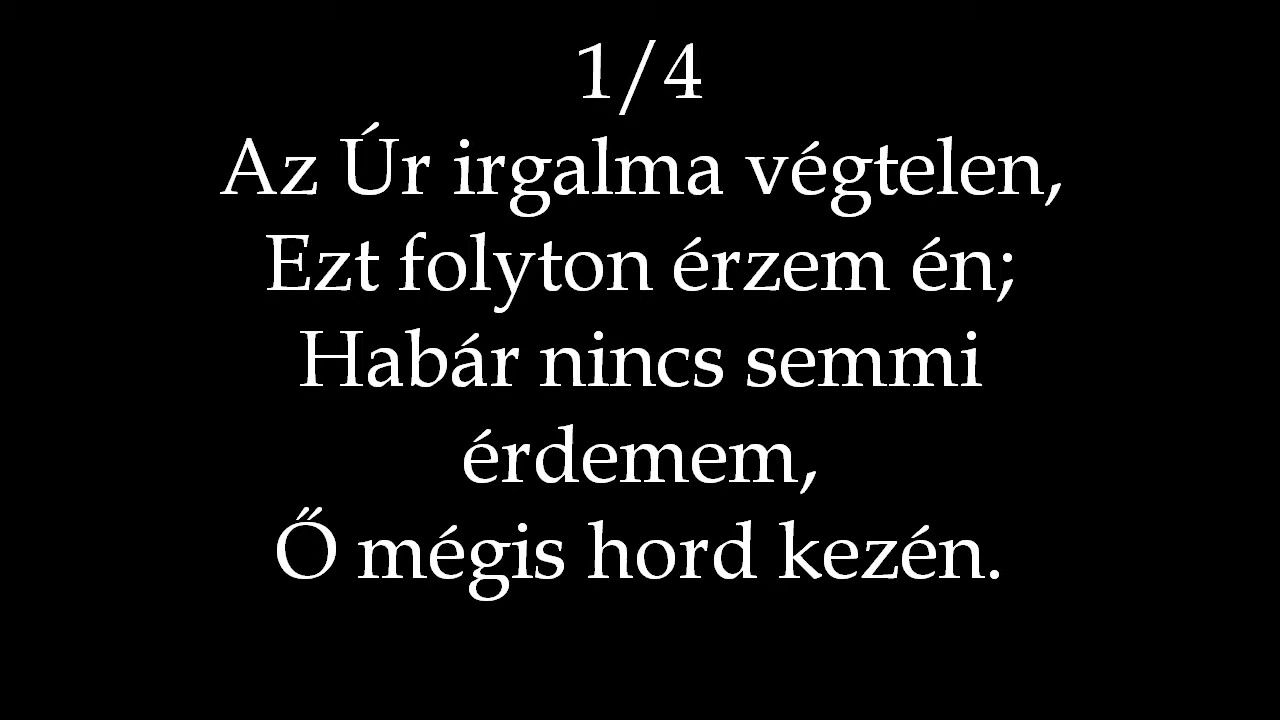 1/4
Az Úr irgalma végtelen,
Ezt folyton érzem én;
Habár nincs semmi
érdemem,
Ő mégis hord kezén.